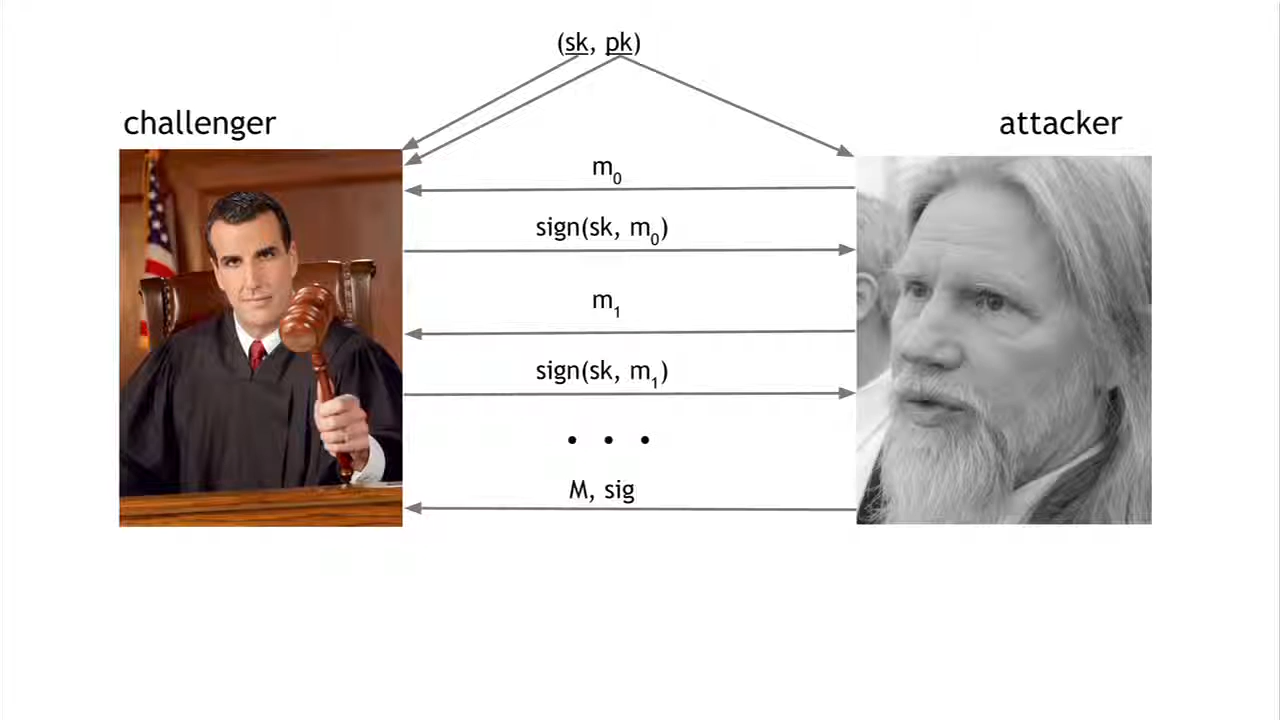 (sk, pk)
challenger
attacker
m0
sign(sk, m0)
m1
sign(sk, m1)
. . .
M, sig